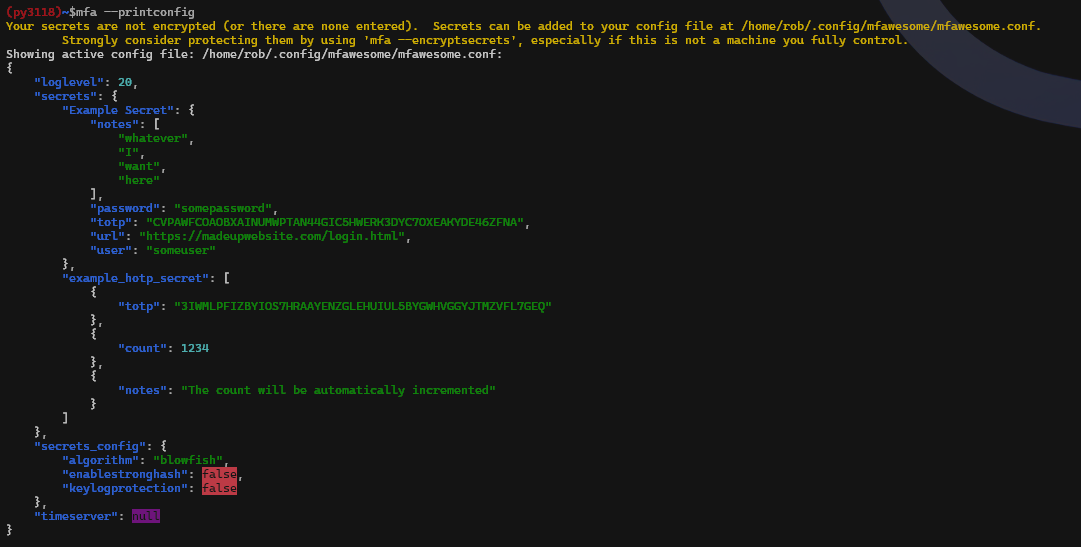 (py3118)~$mfa --printconfig
Your secrets are not encrypted (or there are none entered).  Secrets can be added to your config file at /home/rob/.config/mfawesome/mfawesome.conf.
        Strongly consider protecting them by using 'mfa --encryptsecrets', especially if this is not a machine you fully control.
Showing active config file: /home/rob/.config/mfawesome/mfawesome.conf:
{
    "loglevel": 20,
    "secrets": {
        "Example Secret": {
            "notes": [
                "whatever",
                "I",
                "want",
                "here"
            ],
            "password": "somepassword",
            "totp": "CVPAWFCOAOBXAINUMWPTAN44GIC5HWERK3DYC7OXEAKYDE46ZFNA",
            "url": "https://madeupwebsite.com/login.html",
            "user": "someuser"
        },
        "example_hotp_secret": [
            {
                "totp": "3IWMLPFIZBYIOS7HRAAYENZGLEHUIUL5BYGWHVGGYJTMZVFL7GEQ"
            },
            {
                "count": 1234
            },
            {
                "notes": "The count will be automatically incremented"
            }
        ]
    },
    "secrets_config": {
        "algorithm": "blowfish",
        "enablestronghash": false,
        "keylogprotection": false
    },
    "timeserver": null
}